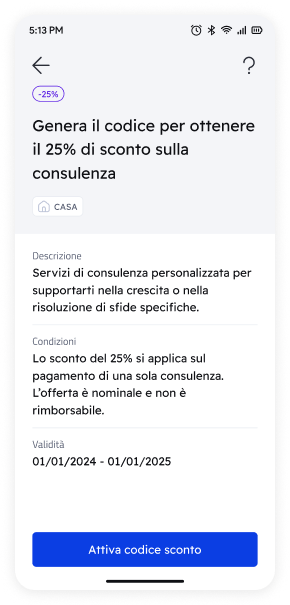 5:13 PM
-25%
Genera il codice per ottenere
il 25% di sconto sulla
consulenza
CASA
Descrizione
Servizi di consulenza personalizzata per
supportarti nella crescita o nella
risoluzione di sfide specifiche.
Condizioni
Lo sconto del 25% si applica sul
pagamento di una sola consulenza.
L’offerta è nominale e non è
rimborsabile.
Validità
01/01/2024 - 01/01/2025
Attiva codice sconto